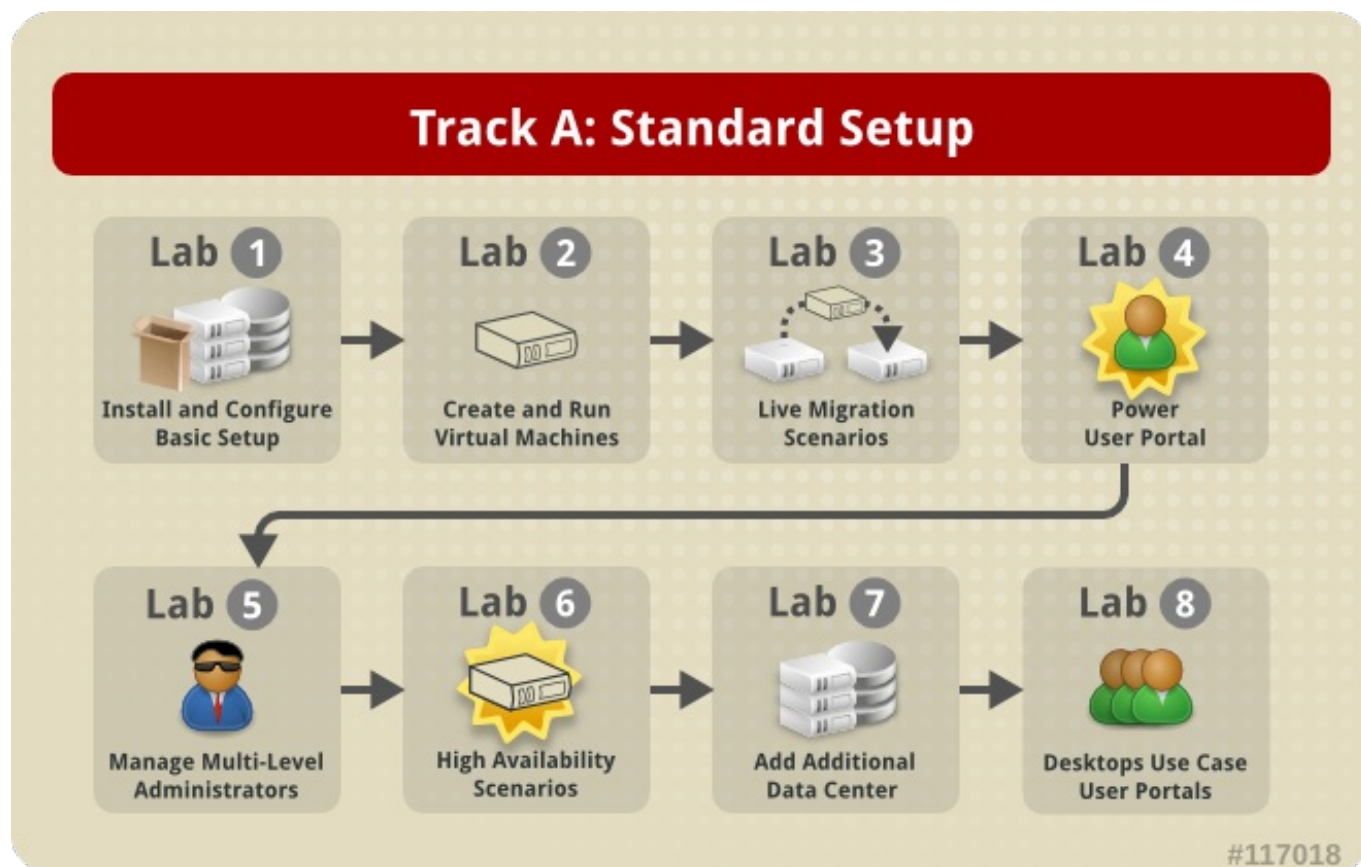 Track A: Standard Setup
Lab 1
Install and Configure
Basic Setup
Lab 2
Create and Run
Virtual Machines
Lab 3
Live Migration
Scenarios
Lab 4
Power
User Portal
Lab 5
Manage Multi-Level
Administrators
Lab 6
High Availability
Scenarios
Lab 7
Add Additional
Data Center
Lab 8
Desktops Use Case
User Portals
#117018